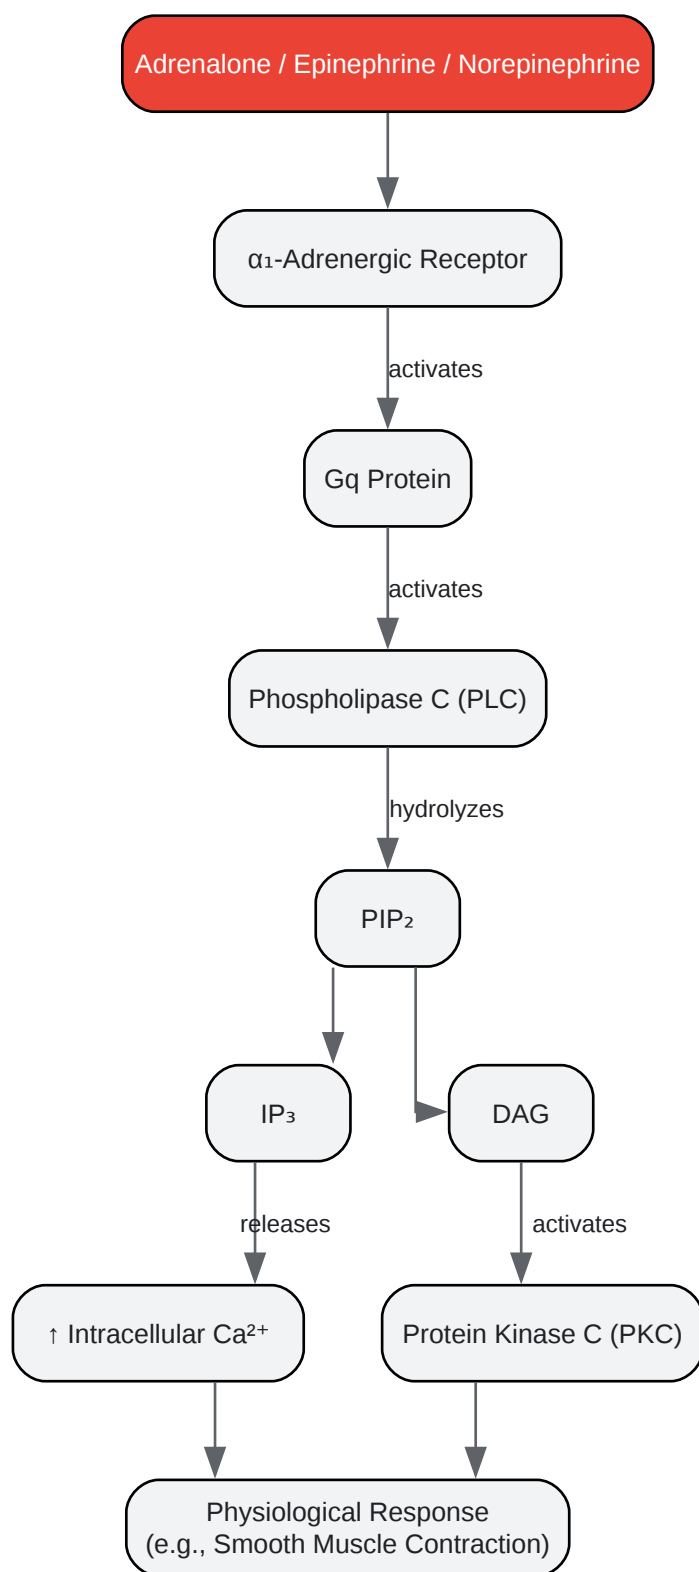 Adrenalone / Epinephrine / Norepinephrine
α₁-Adrenergic Receptor
activates
Gq Protein
activates
Phospholipase C (PLC)
hydrolyzes
PIP₂
IP₃
DAG
releases
activates
↑ Intracellular Ca²⁺
Protein Kinase C (PKC)
Physiological Response
(e.g., Smooth Muscle Contraction)